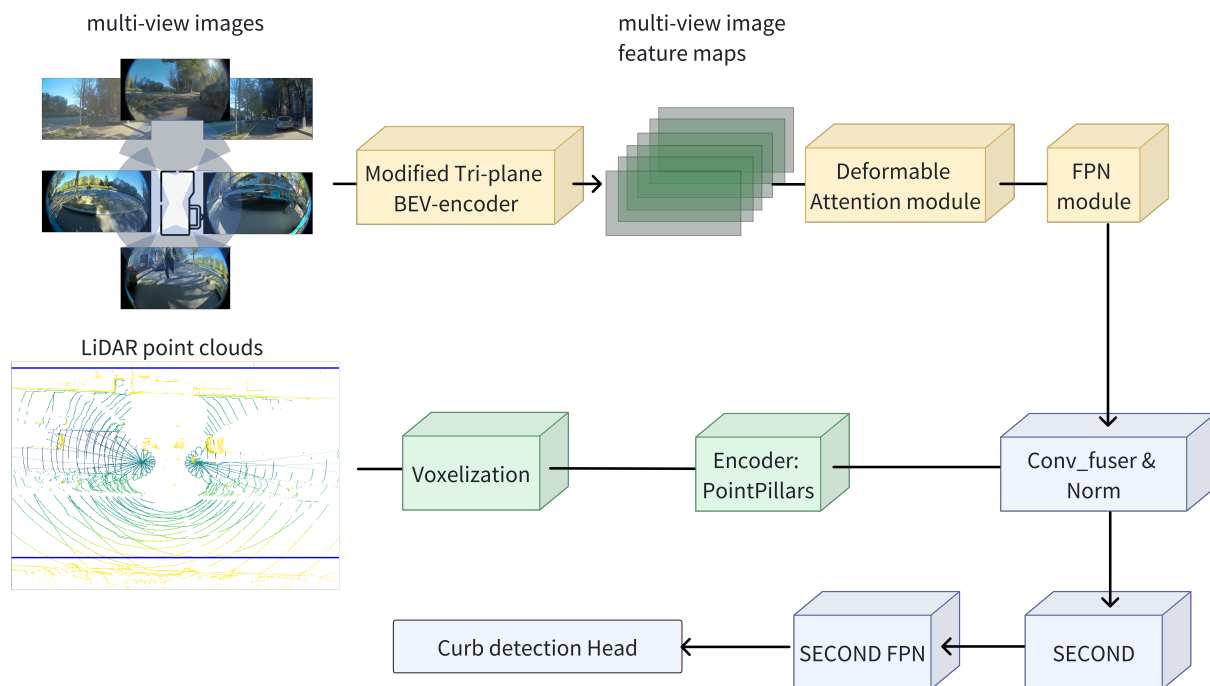 multi-view images
multi-view image
feature maps
Modified Tri-plane
BEV-encoder
Deformable
Attention module
FPN
module
LiDAR point clouds
Voxelization
Encoder:
PointPillars
Conv_fuser &
Norm
Curb detection Head
SECOND FPN
SECOND